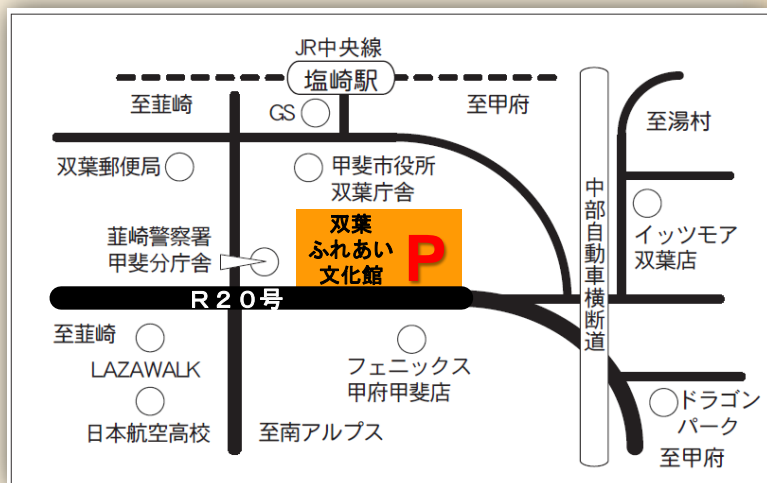 JR中央線
塩崎駅
至韮崎
GS
至甲府
至湯村
双葉郵便局
甲斐市役所
双葉庁舎
中部自動車横断道
イッツモア
双葉店
韮崎警察署
甲斐分庁舎
双葉
ふれあい
文化館
P
R20号
至韮崎
LAZAWALK
フェニックス
甲府甲斐店
日本航空高校
至南アルプス
ドラゴン
パーク
至甲府